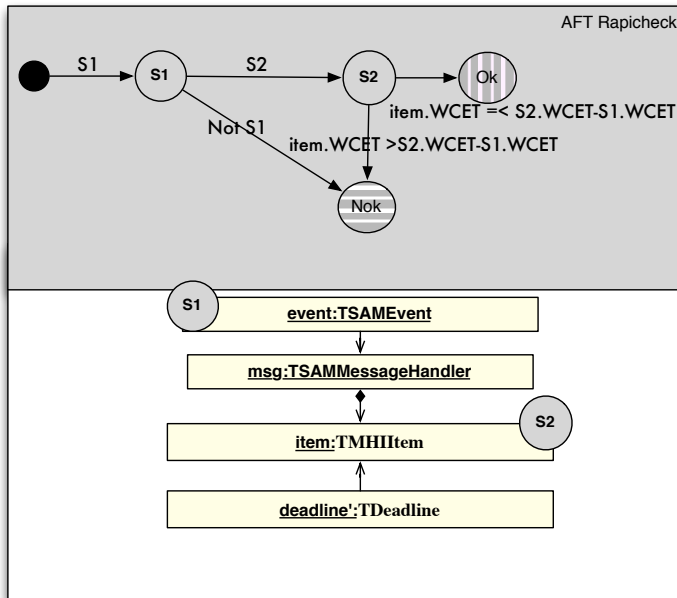 AFT Rapicheck
S1
S1
S2
S2
Ok
item.WCET =< S2.WCET-S1.WCET
Not S1
item.WCET >S2.WCET-S1.WCET
Nok
S1
event:TSAMEvent
msg:TSAMMessageHandler
S2
item:TMHIItem
deadline':TDeadline